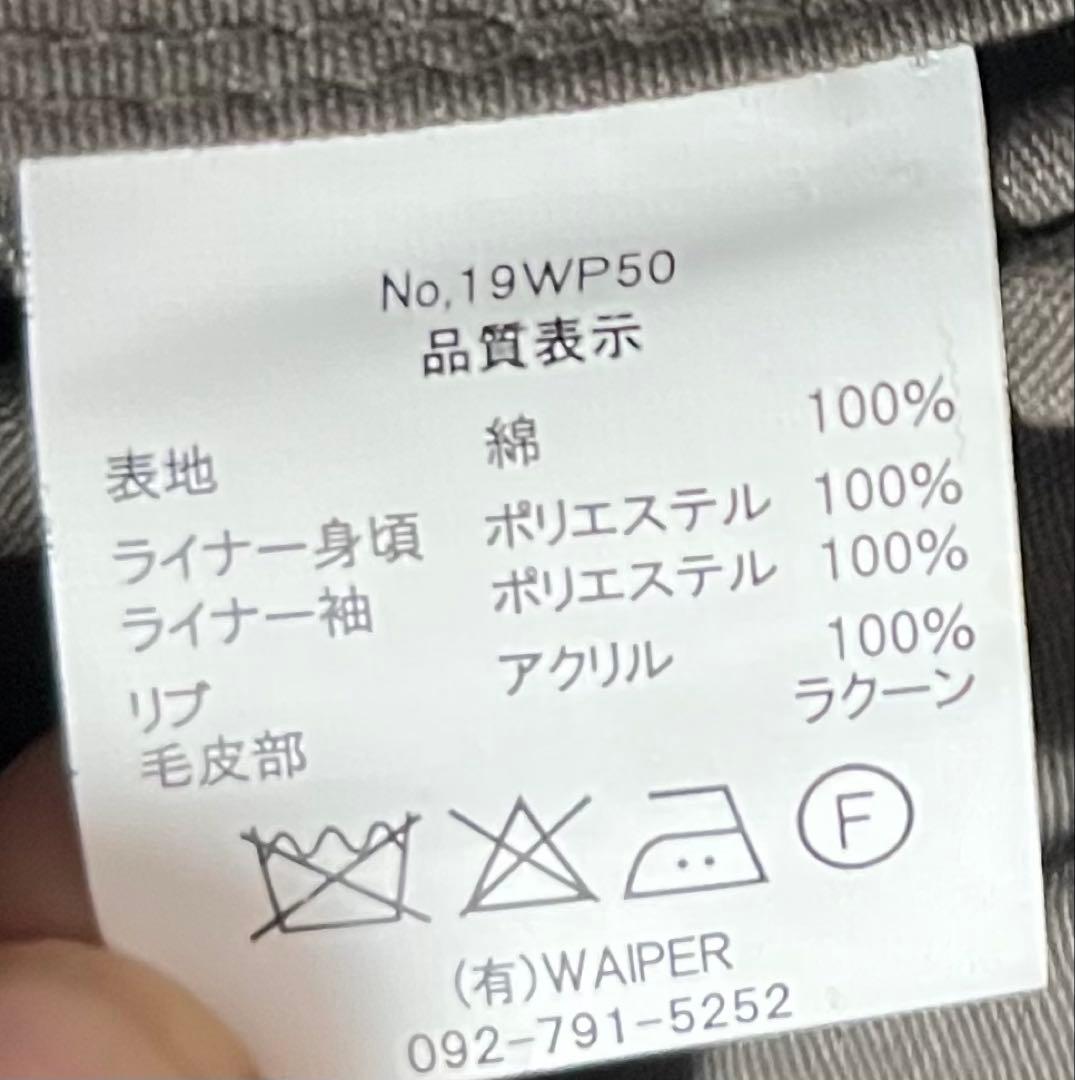 No,19WP50
品質表示
表地 綿 100%
ライナー身頃 ポリエステル 100%
ライナー袖 ポリエステル 100%
リブ アクリル 100%
毛皮部 ラクーン
F
(有)WAIPER
092-791-5252